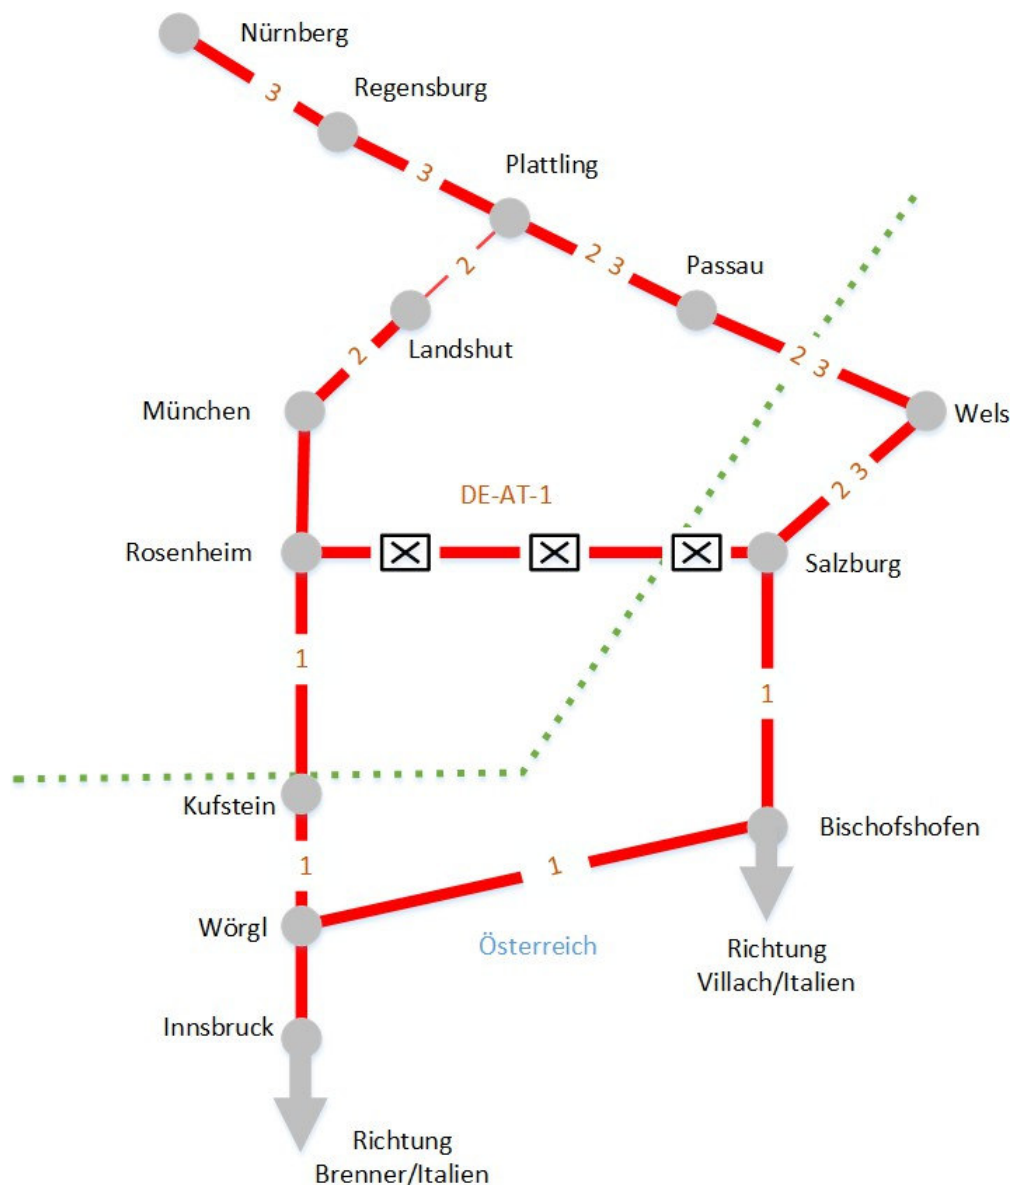 Nürnberg
3
Regensburg
3
Plattling
2 3
Passau
2
Landshut
2
2 3
München
Wels
DE-AT-1
2 3
Rosenheim
Salzburg
1
1
Kufstein
Bischofshofen
1
1
Wörgl
Österreich
Richtung
Villach/Italien
Innsbruck
Richtung
Brenner/Italien